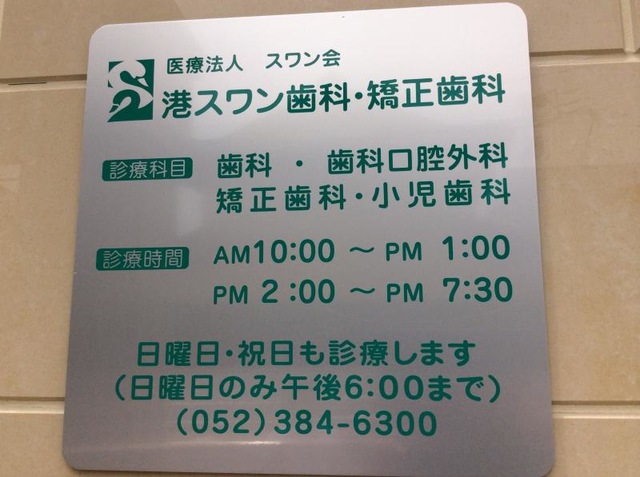 医療法人 スワン会
港スワン歯科・矯正歯科
診療科目 歯科 ・ 歯科口腔外科
矯正歯科・小児歯科
診療時間 AM10:00 ～ PM 1:00
PM 2:00 ～ PM 7:30
日曜日・祝日も診療します
(日曜日のみ午後6:00まで)
(052)384-6300